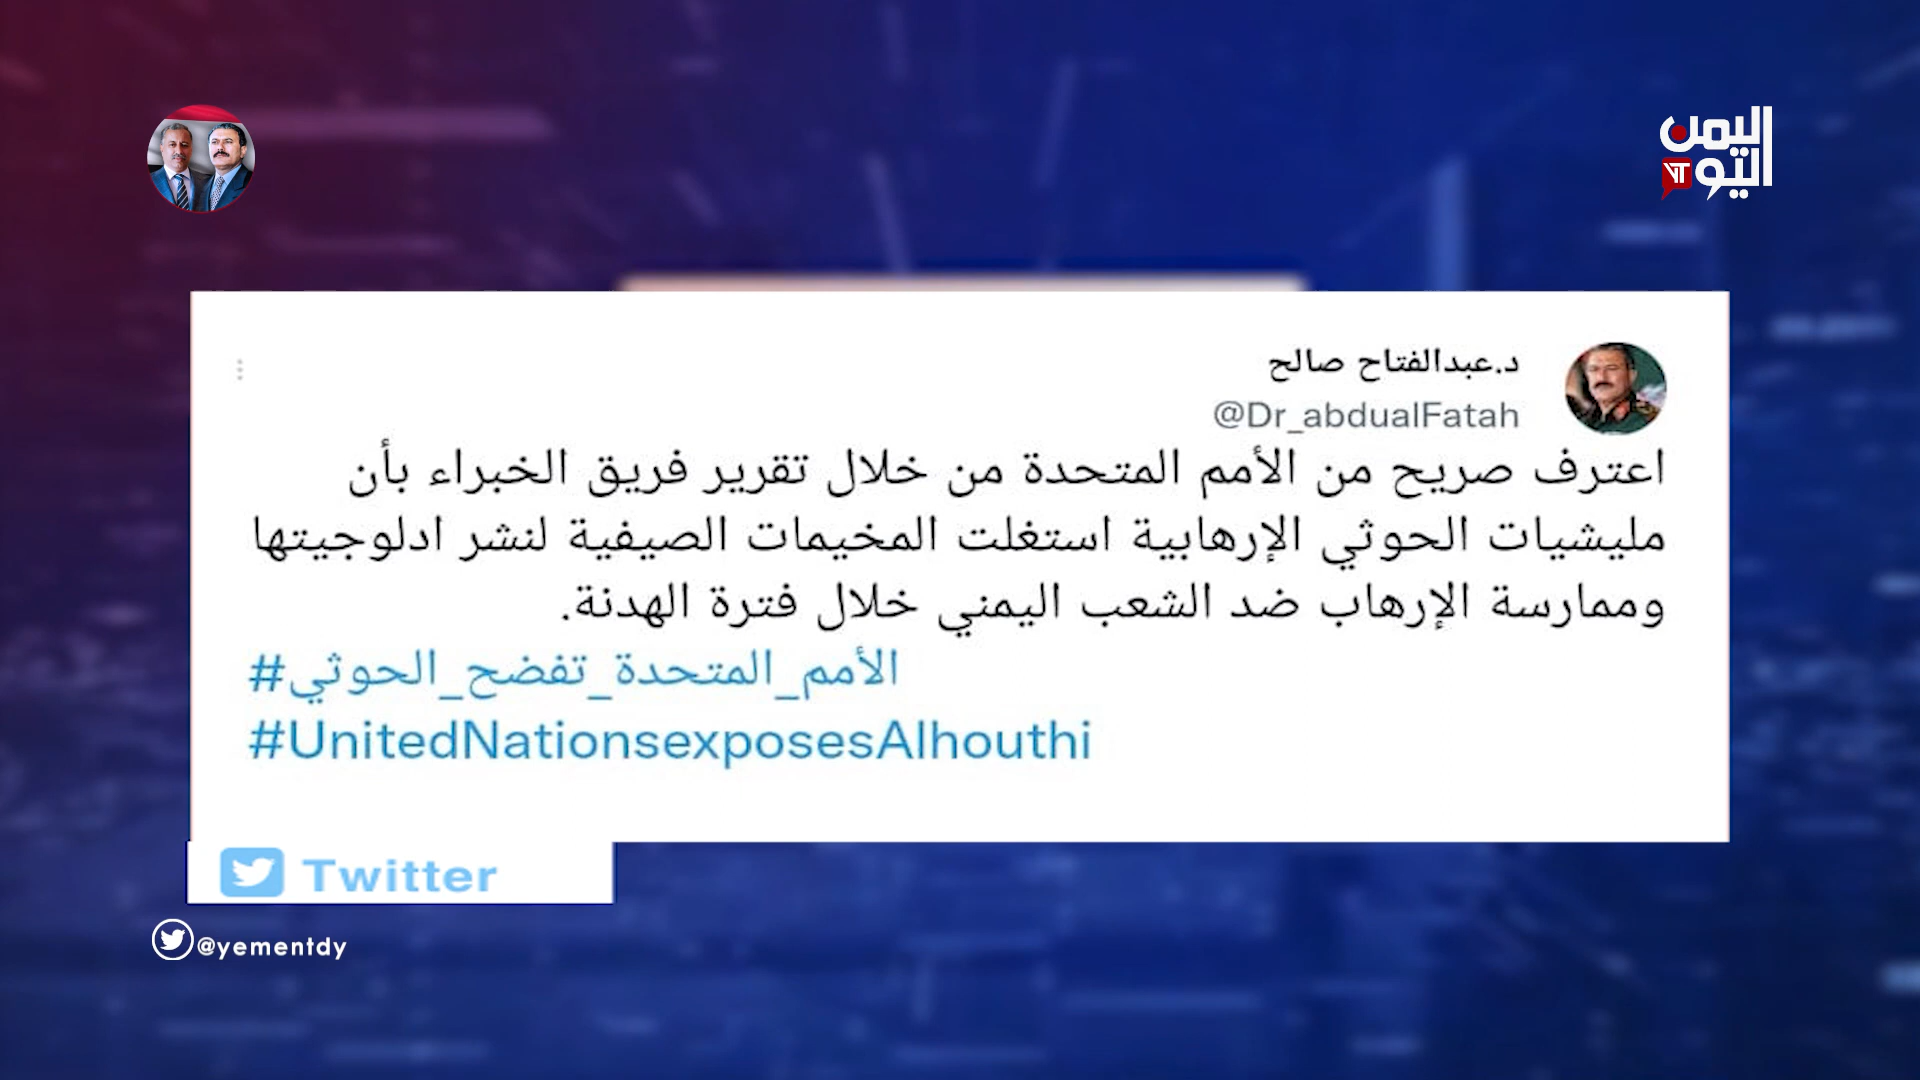 اليمن
اليوم
YT
د.عبدالفتاح صالح
@Dr_abdualFatah
اعترف صريح من الأمم المتحدة من خلال تقرير فريق الخبراء بأن
مليشيات الحوثي الإرهابية استغلت المخيمات الصيفية لنشر ادلوجيتها
وممارسة الإرهاب ضد الشعب اليمني خلال فترة الهدنة.
#الأمم_المتحدة_تفضح_الحوثي
#UnitedNationsexposesAlhouthi
Twitter
@yementdy